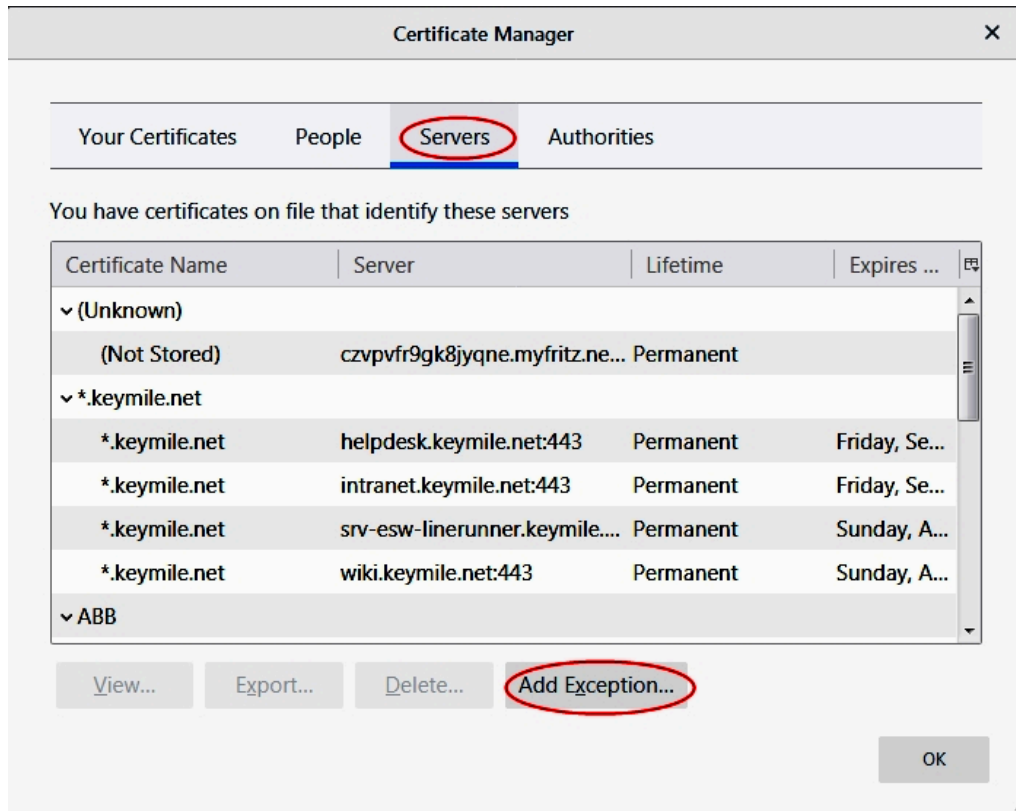 Certificate Manager
Your Certificates People Servers Authorities
You have certificates on file that identify these servers
Certificate Name Server Lifetime Expires ...
(Unknown)
(Not Stored) czvpvfr9gk8jyqne.myfritz.ne... Permanent
*.keymile.net
*.keymile.net helpdesk.keymile.net:443 Permanent Friday, Se...
*.keymile.net intranet.keymile.net:443 Permanent Friday, Se...
*.keymile.net srv-esw-linerunner.keymile.... Permanent Sunday, A...
*.keymile.net wiki.keymile.net:443 Permanent Sunday, A...
ABB
View... Export... Delete... Add Exception...
OK